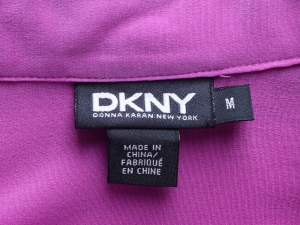 DKNY
DONNA KARAN NEW YORK
M
MADE IN
CHINA/
FABRIQUÉ
EN CHINE